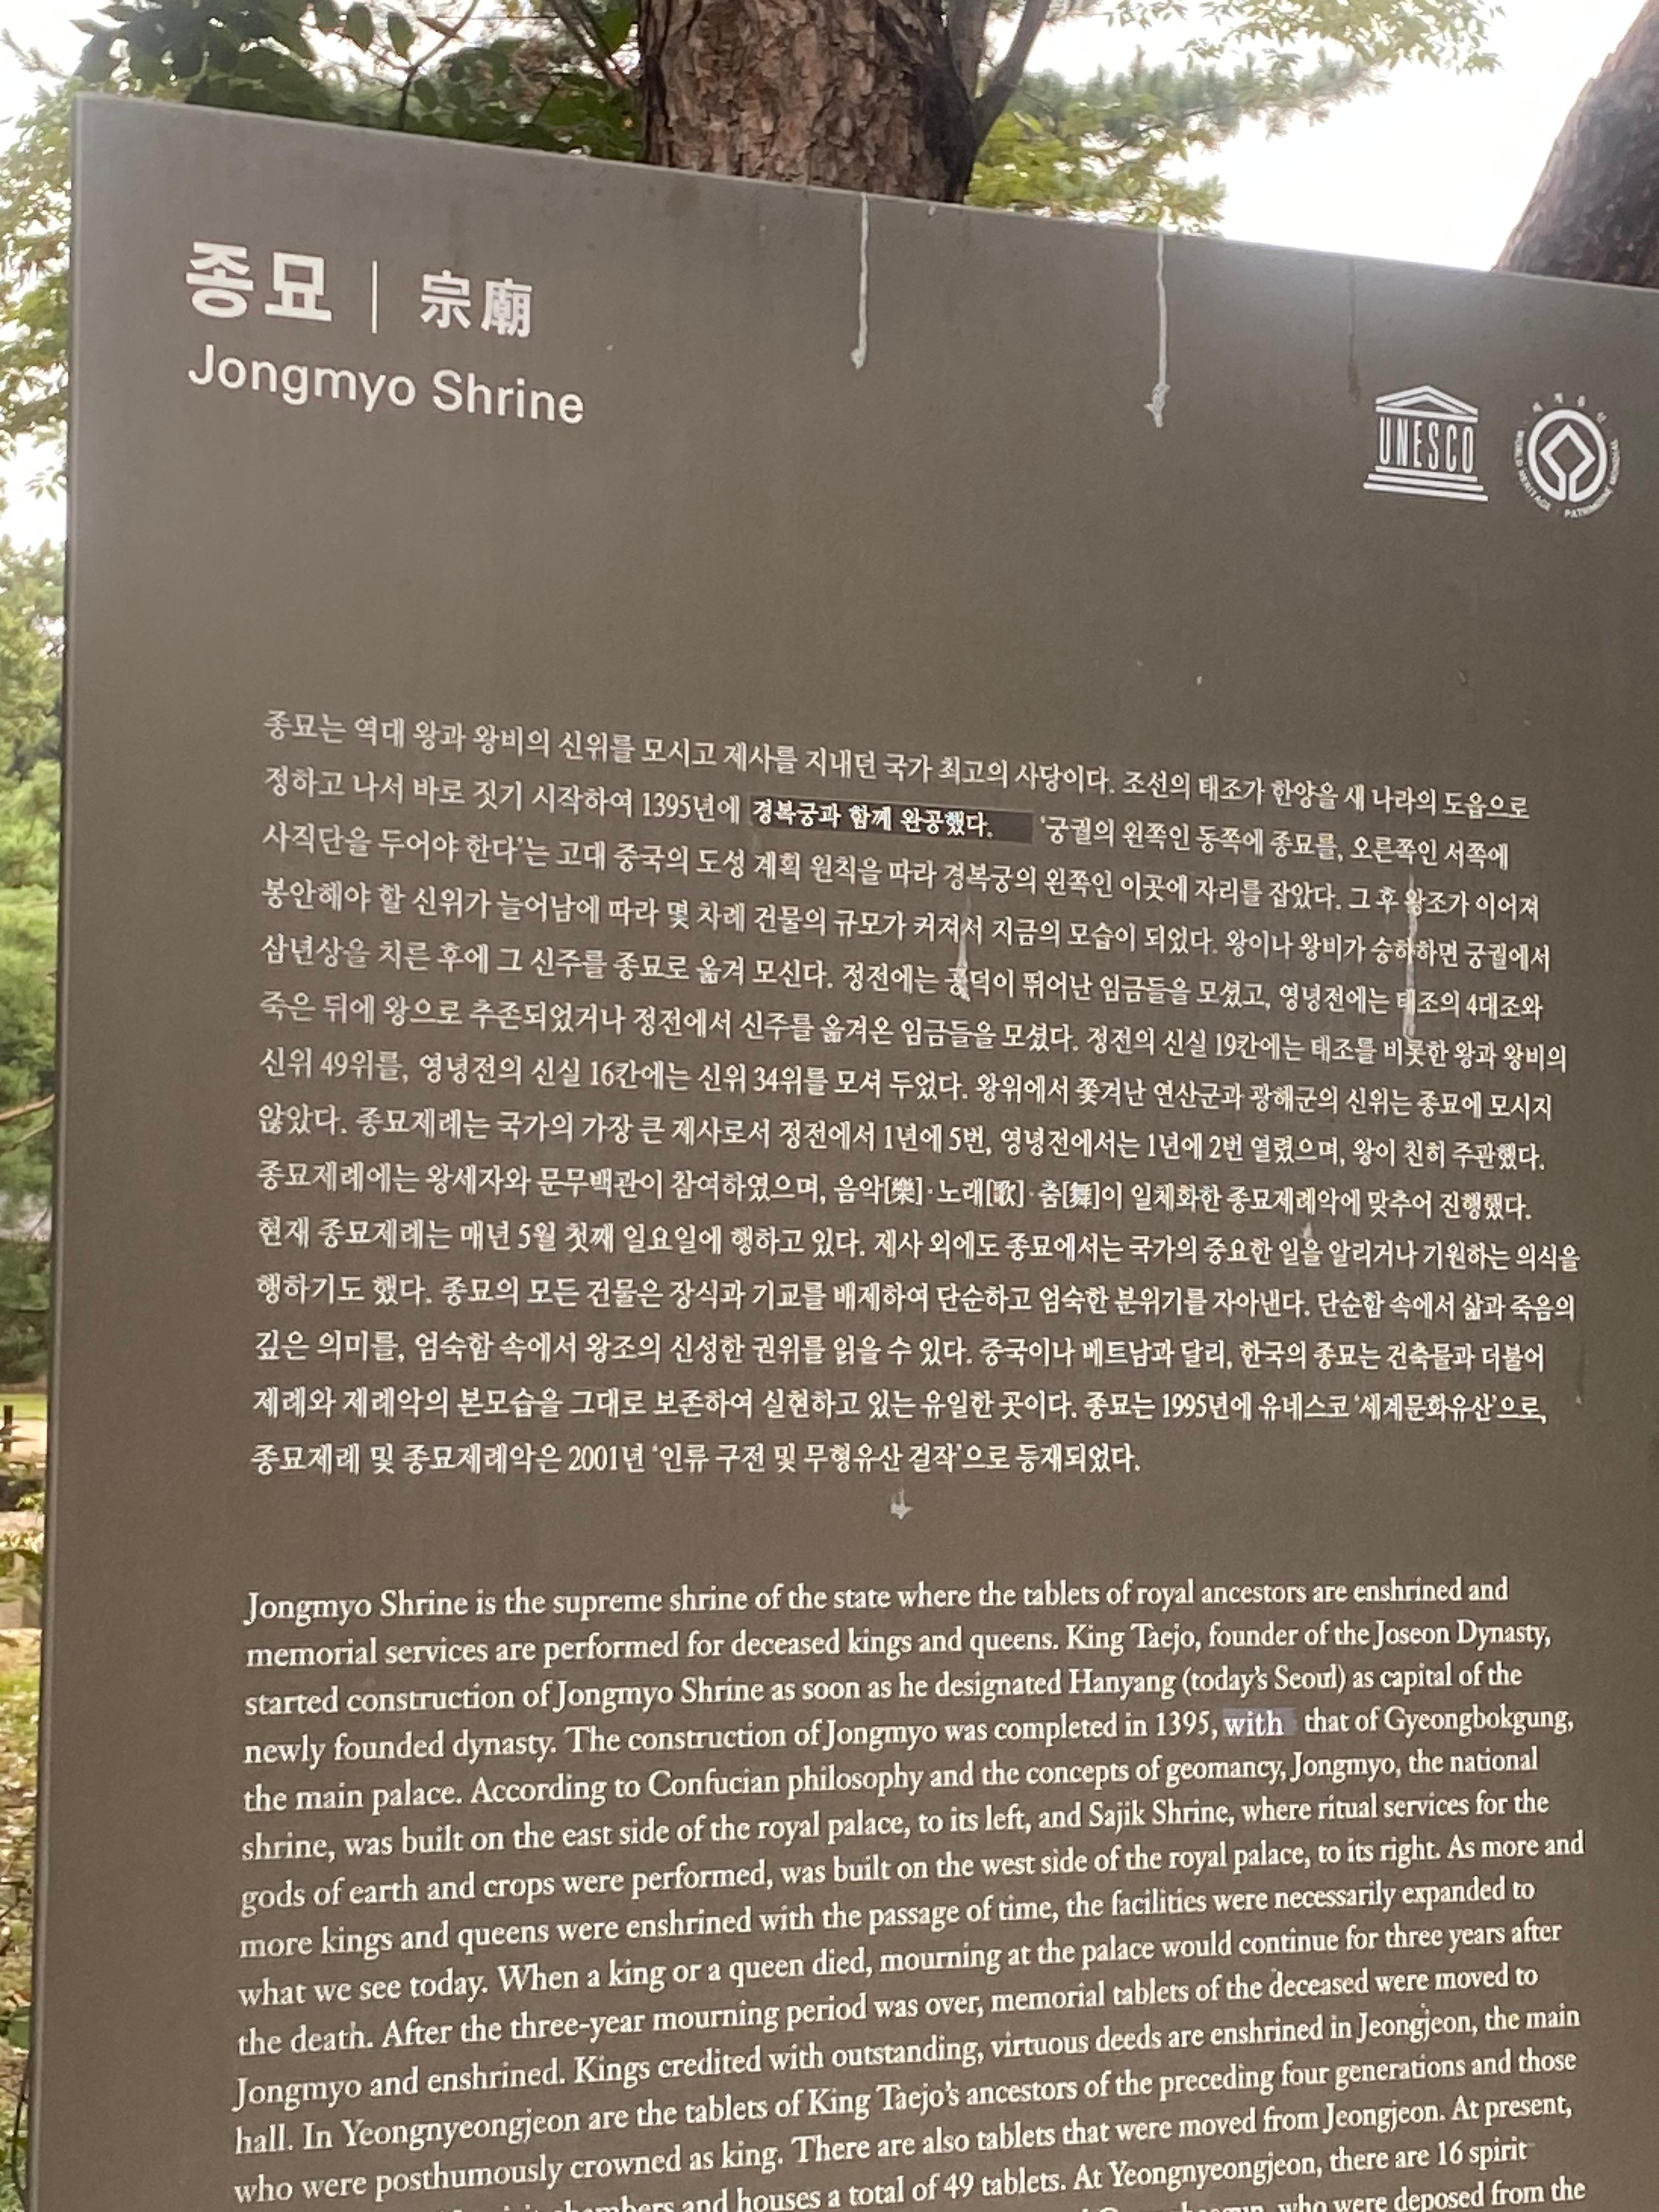 종묘 | 宗廟
Jongmyo Shrine
UNESCO
세계유산
WORLD HERITAGE · PATRIMOINE MONDIAL
종묘는 역대 왕과 왕비의 신위를 모시고 제사를 지내던 국가 최고의 사당이다. 조선의 태조가 한양을 새 나라의 도읍으로
정하고 나서 바로 짓기 시작하여 1395년에 경복궁과 함께 완공했다. ‘궁궐의 왼쪽인 동쪽에 종묘를, 오른쪽인 서쪽에
사직단을 두어야 한다’는 고대 중국의 도성 계획 원칙을 따라 경복궁의 왼쪽인 이곳에 자리를 잡았다. 그 후 왕조가 이어져
봉안해야 할 신위가 늘어남에 따라 몇 차례 건물의 규모가 커져서 지금의 모습이 되었다. 왕이나 왕비가 승하하면 궁궐에서
삼년상을 치른 후에 그 신주를 종묘로 옮겨 모신다. 정전에는 공덕이 뛰어난 임금들을 모셨고, 영녕전에는 태조의 4대조와
죽은 뒤에 왕으로 추존되었거나 정전에서 신주를 옮겨온 임금들을 모셨다. 정전의 신실 19칸에는 태조를 비롯한 왕과 왕비의
신위 49위를, 영녕전의 신실 16칸에는 신위 34위를 모셔 두었다. 왕위에서 쫓겨난 연산군과 광해군의 신위는 종묘에 모시지
않았다. 종묘제례는 국가의 가장 큰 제사로서 정전에서 1년에 5번, 영녕전에서는 1년에 2번 열렸으며, 왕이 친히 주관했다.
종묘제례에는 왕세자와 문무백관이 참여하였으며, 음악[樂]·노래[歌]·춤[舞]이 일체화한 종묘제례악에 맞추어 진행했다.
현재 종묘제례는 매년 5월 첫째 일요일에 행하고 있다. 제사 외에도 종묘에서는 국가의 중요한 일을 알리거나 기원하는 의식을
행하기도 했다. 종묘의 모든 건물은 장식과 기교를 배제하여 단순하고 엄숙한 분위기를 자아낸다. 단순함 속에서 삶과 죽음의
깊은 의미를, 엄숙함 속에서 왕조의 신성한 권위를 읽을 수 있다. 중국이나 베트남과 달리, 한국의 종묘는 건축물과 더불어
제례와 제례악의 본모습을 그대로 보존하여 실현하고 있는 유일한 곳이다. 종묘는 1995년에 유네스코 ‘세계문화유산’으로,
종묘제례 및 종묘제례악은 2001년 ‘인류 구전 및 무형유산 걸작’으로 등재되었다.
Jongmyo Shrine is the supreme shrine of the state where the tablets of royal ancestors are enshrined and
memorial services are performed for deceased kings and queens. King Taejo, founder of the Joseon Dynasty,
started construction of Jongmyo Shrine as soon as he designated Hanyang (today’s Seoul) as capital of the
newly founded dynasty. The construction of Jongmyo was completed in 1395, with that of Gyeongbokgung,
the main palace. According to Confucian philosophy and the concepts of geomancy, Jongmyo, the national
shrine, was built on the east side of the royal palace, to its left, and Sajik Shrine, where ritual services for the
gods of earth and crops were performed, was built on the west side of the royal palace, to its right. As more and
more kings and queens were enshrined with the passage of time, the facilities were necessarily expanded to
what we see today. When a king or a queen died, mourning at the palace would continue for three years after
the death. After the three-year mourning period was over, memorial tablets of the deceased were moved to
Jongmyo and enshrined. Kings credited with outstanding, virtuous deeds are enshrined in Jeongjeon, the main
hall. In Yeongnyeongjeon are the tablets of King Taejo’s ancestors of the preceding four generations and those
who were posthumously crowned as king. There are also tablets that were moved from Jeongjeon. At present,
and houses a total of 49 tablets. At Yeongnyeongjeon, there are 16 spirit
who were deposed from the